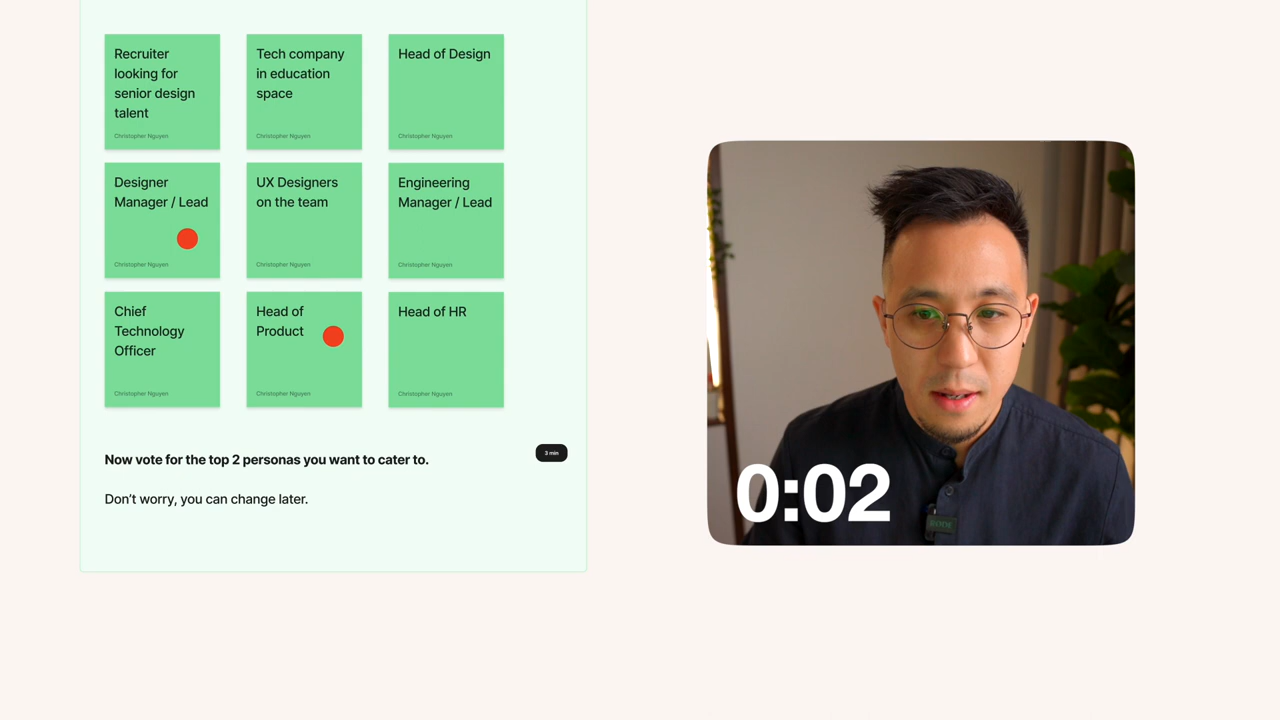 Recruiter
looking for
senior design
talent
Christopher Nguyen
Tech company
in education
space
Christopher Nguyen
Head of Design
Christopher Nguyen
Designer
Manager / Lead
Christopher Nguyen
UX Designers
on the team
Christopher Nguyen
Engineering
Manager / Lead
Christopher Nguyen
Chief
Technology
Officer
Christopher Nguyen
Head of
Product
Christopher Nguyen
Head of HR
Christopher Nguyen
Now vote for the top 2 personas you want to cater to.
3 min
Don’t worry, you can change later.
0:02
RODE